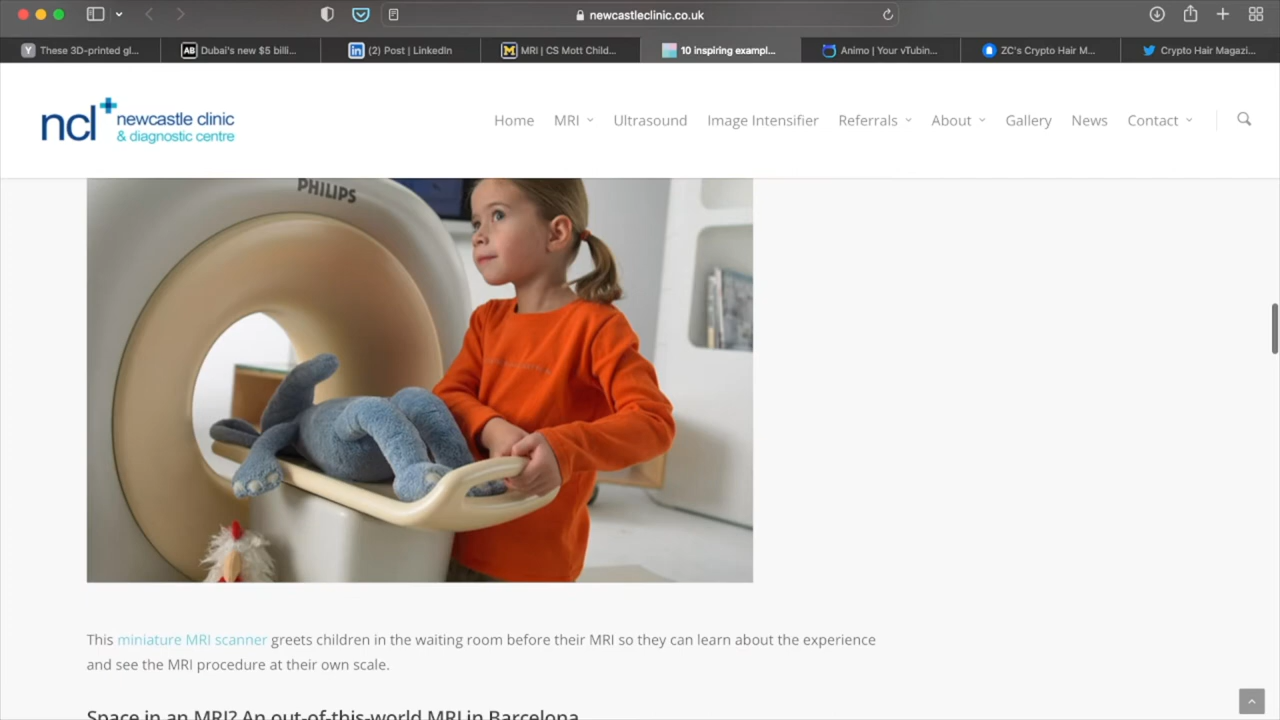 newcastleclinic.co.uk
These 3D-printed gl...
Dubai's new $5 billi...
(2) Post | LinkedIn
MRI | CS Mott Child...
10 inspiring exampl...
Animo | Your vTubin...
ZC's Crypto Hair M...
Crypto Hair Magazi...
Y
AB
in
M
ncl+ newcastle clinic
& diagnostic centre
Home
MRI
Ultrasound
Image Intensifier
Referrals
About
Gallery
News
Contact
PHILIPS
This miniature MRI scanner greets children in the waiting room before their MRI so they can learn about the experience
and see the MRI procedure at their own scale.
Space in an MRI? An out-of-this-world MRI in Barcelona